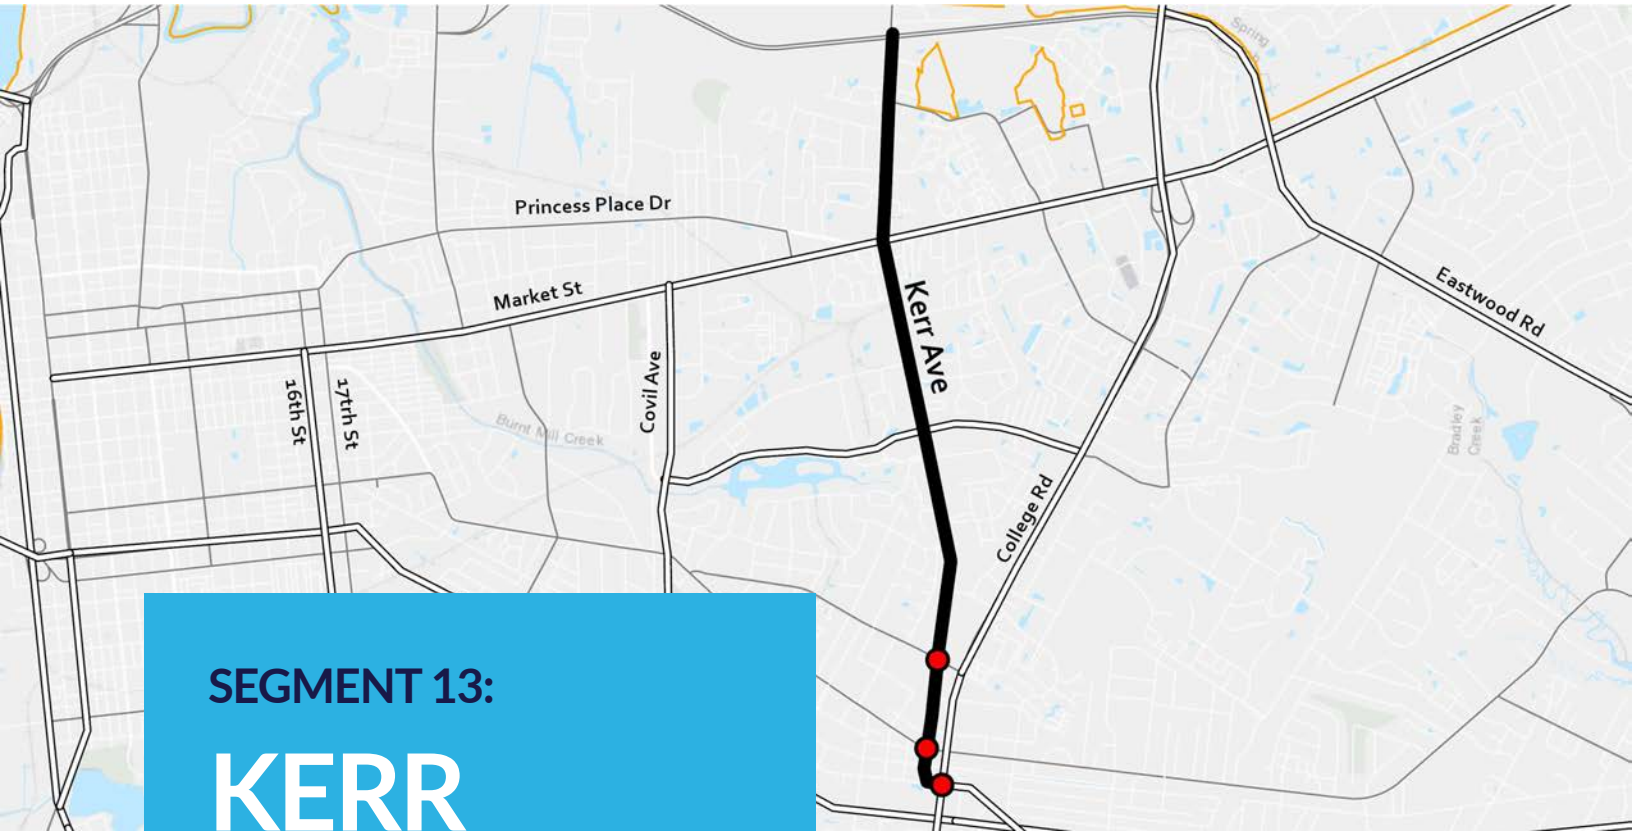 Spring
Princess Place Dr
Market St
Kerr Ave
Eastwood Rd
Covil Ave
16th St
17trh St
Burnt Mill Creek
Bradley
Creek
College Rd
SEGMENT 13:
KERR